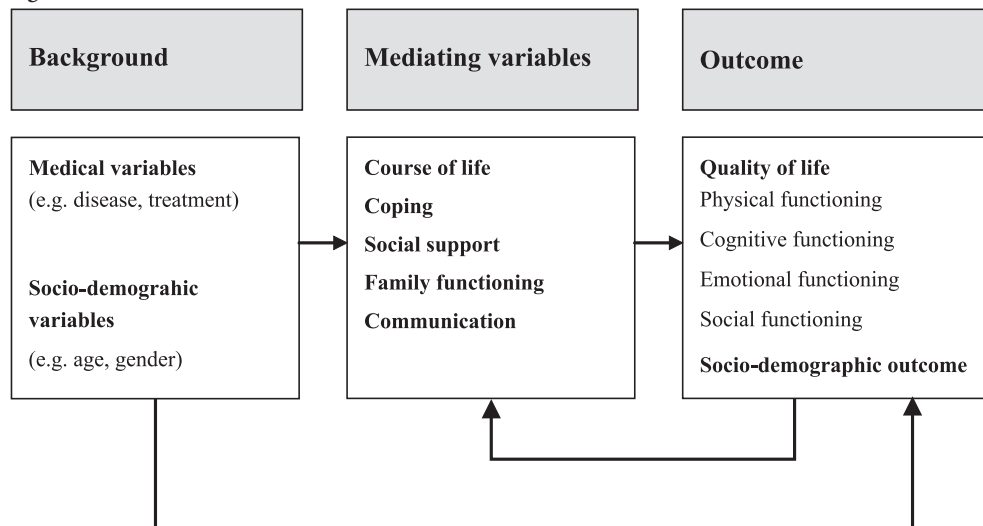 Background
Mediating variables
Outcome
Medical variables
(e.g. disease, treatment)
Socio-demograhic
variables
(e.g. age, gender)
Course of life
Coping
Social support
Family functioning
Communication
Quality of life
Physical functioning
Cognitive functioning
Emotional functioning
Social functioning
Socio-demographic outcome